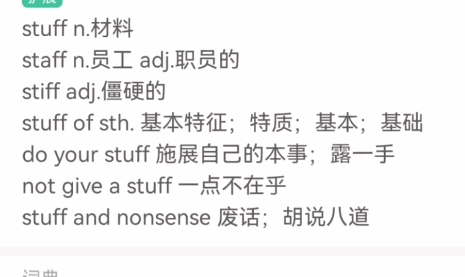 扩展
stuff n.材料
staff n.员工 adj.职员的
stiff adj.僵硬的
stuff of sth. 基本特征；特质；基本；基础
do your stuff 施展自己的本事；露一手
not give a stuff 一点不在乎
stuff and nonsense 废话；胡说八道
词典